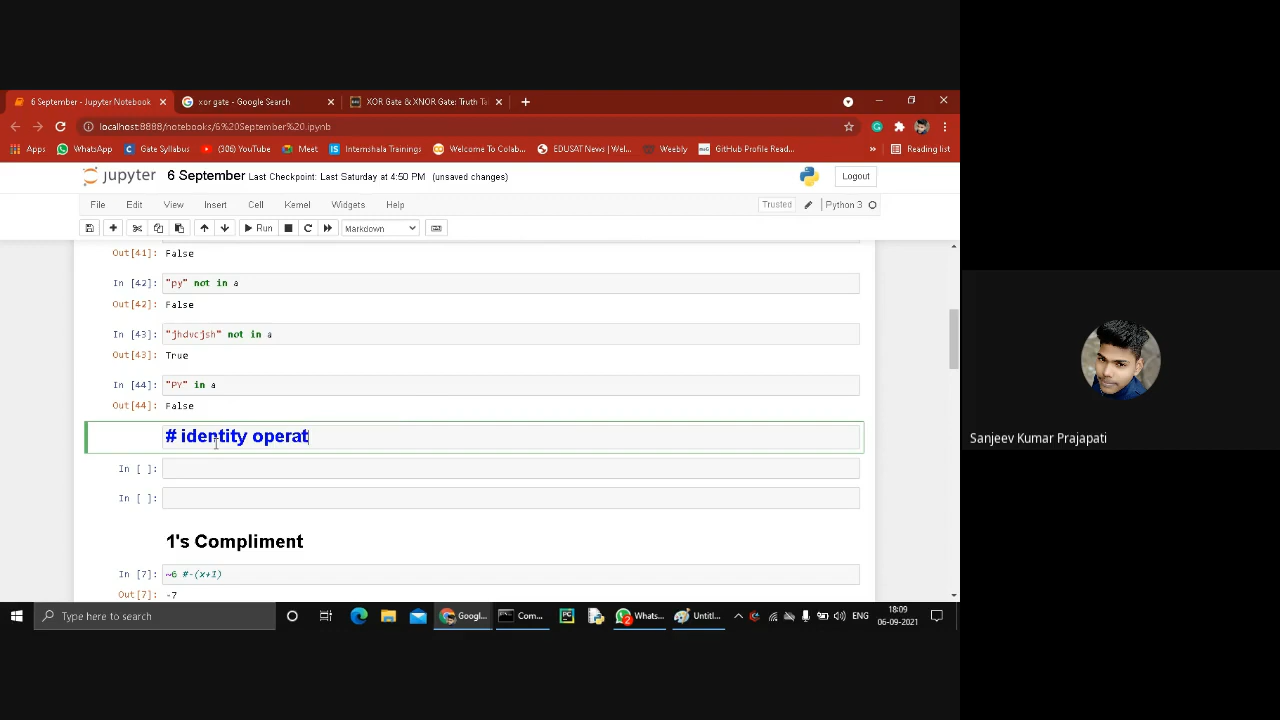 6 September - Jupyter Notebook
xor gate - Google Search
XOR Gate & XNOR Gate: Truth Ta
localhost:8888/notebooks/6%20September%20.ipynb
Apps WhatsApp Gate Syllabus (306) YouTube Meet Internshala Trainings Welcome To Colab... EDUSAT News | Wel... Weebly GitHub Profile Read... » Reading list
jupyter 6 September Last Checkpoint: Last Saturday at 4:50 PM (unsaved changes) Logout
File Edit View Insert Cell Kernel Widgets Help Trusted Python 3
Run Markdown
Out[41]: False
In [42]: "py" not in a
Out[42]: False
In [43]: "jhdvcjsh" not in a
Out[43]: True
In [44]: "PY" in a
Out[44]: False
# identity operat
In [ ]:
In [ ]:
1's Compliment
In [7]: ~6 #-(x+1)
Out[7]: -7
Sanjeev Kumar Prajapati
Type here to search Googl... Com... PC Whats... 2 Untitl... ENG 18:09
06-09-2021